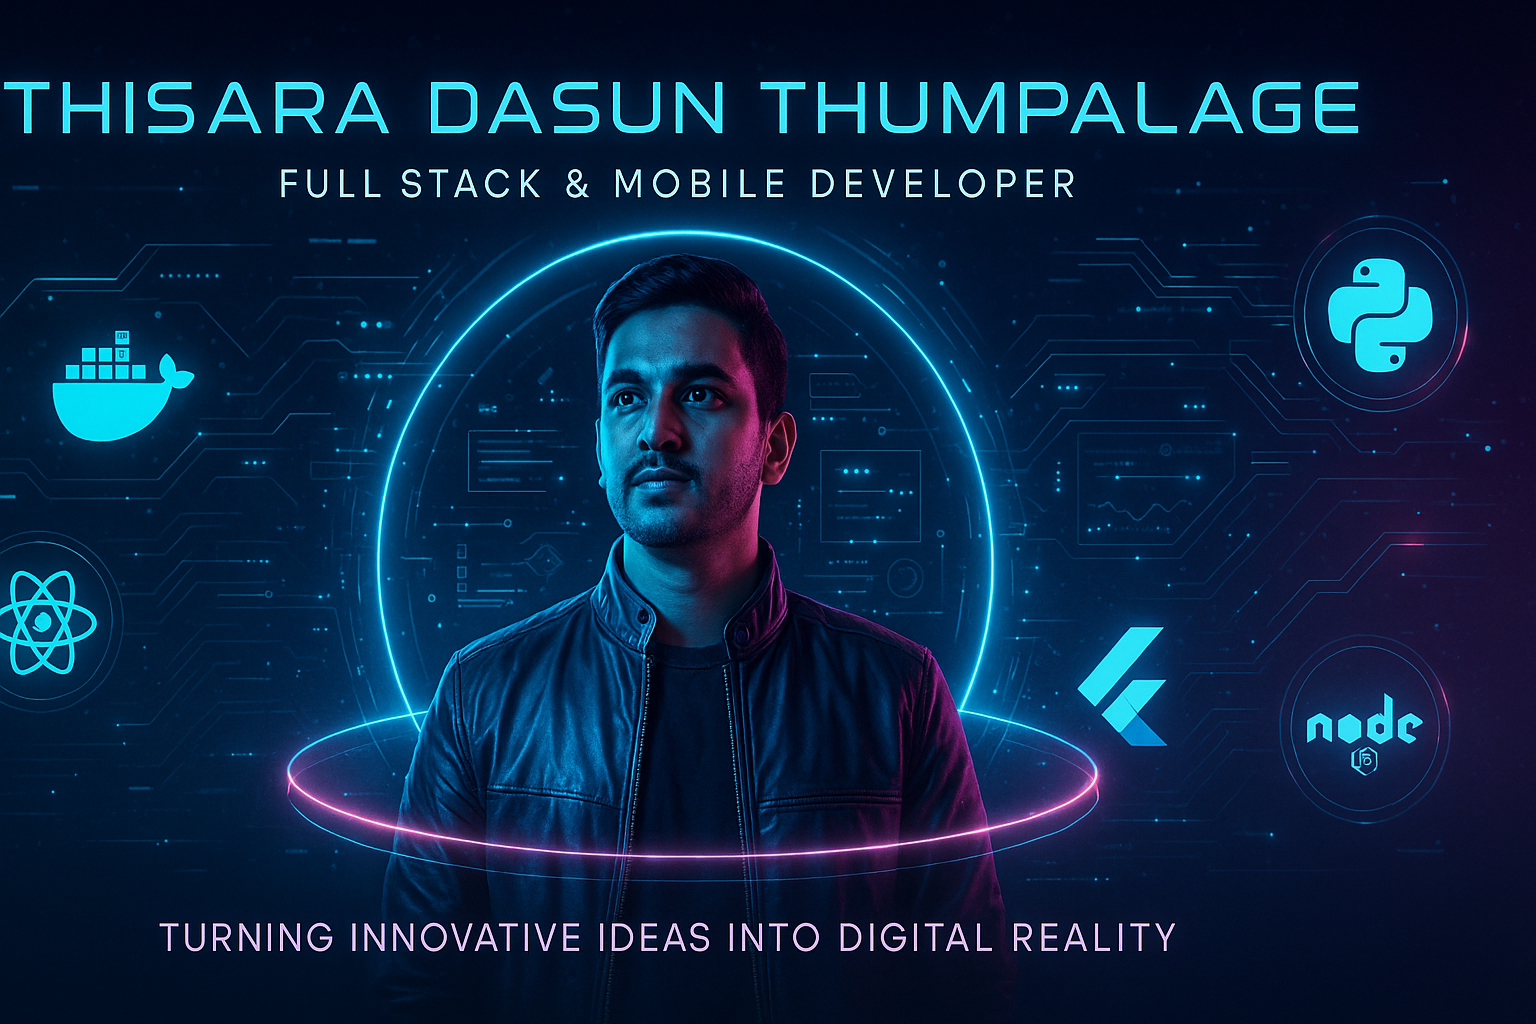 THISARA DASUN THUMPALAGE
FULL STACK & MOBILE DEVELOPER
node
TURNING INNOVATIVE IDEAS INTO DIGITAL REALITY